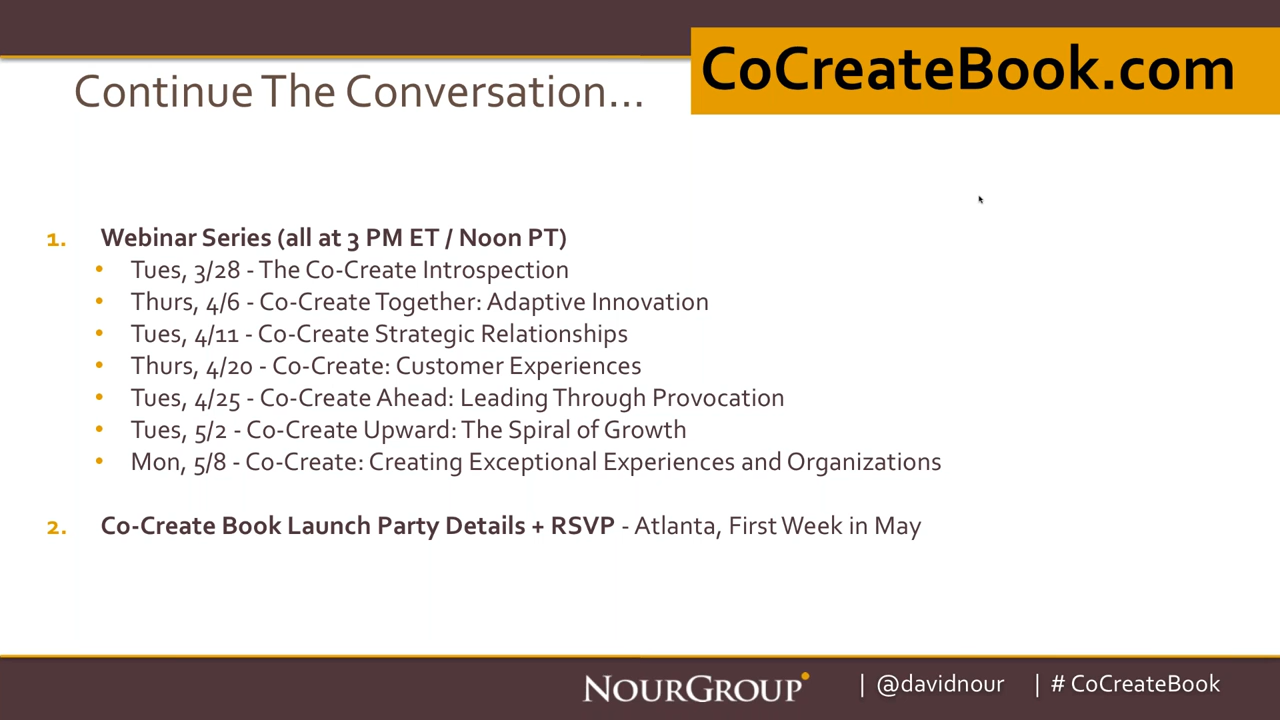 CoCreateBook.com
Continue The Conversation...
1. Webinar Series (all at 3 PM ET / Noon PT)
• Tues, 3/28 - The Co-Create Introspection
• Thurs, 4/6 - Co-Create Together: Adaptive Innovation
• Tues, 4/11 - Co-Create Strategic Relationships
• Thurs, 4/20 - Co-Create: Customer Experiences
• Tues, 4/25 - Co-Create Ahead: Leading Through Provocation
• Tues, 5/2 - Co-Create Upward: The Spiral of Growth
• Mon, 5/8 - Co-Create: Creating Exceptional Experiences and Organizations
2. Co-Create Book Launch Party Details + RSVP - Atlanta, First Week in May
NOURGROUP | @davidnour | # CoCreateBook